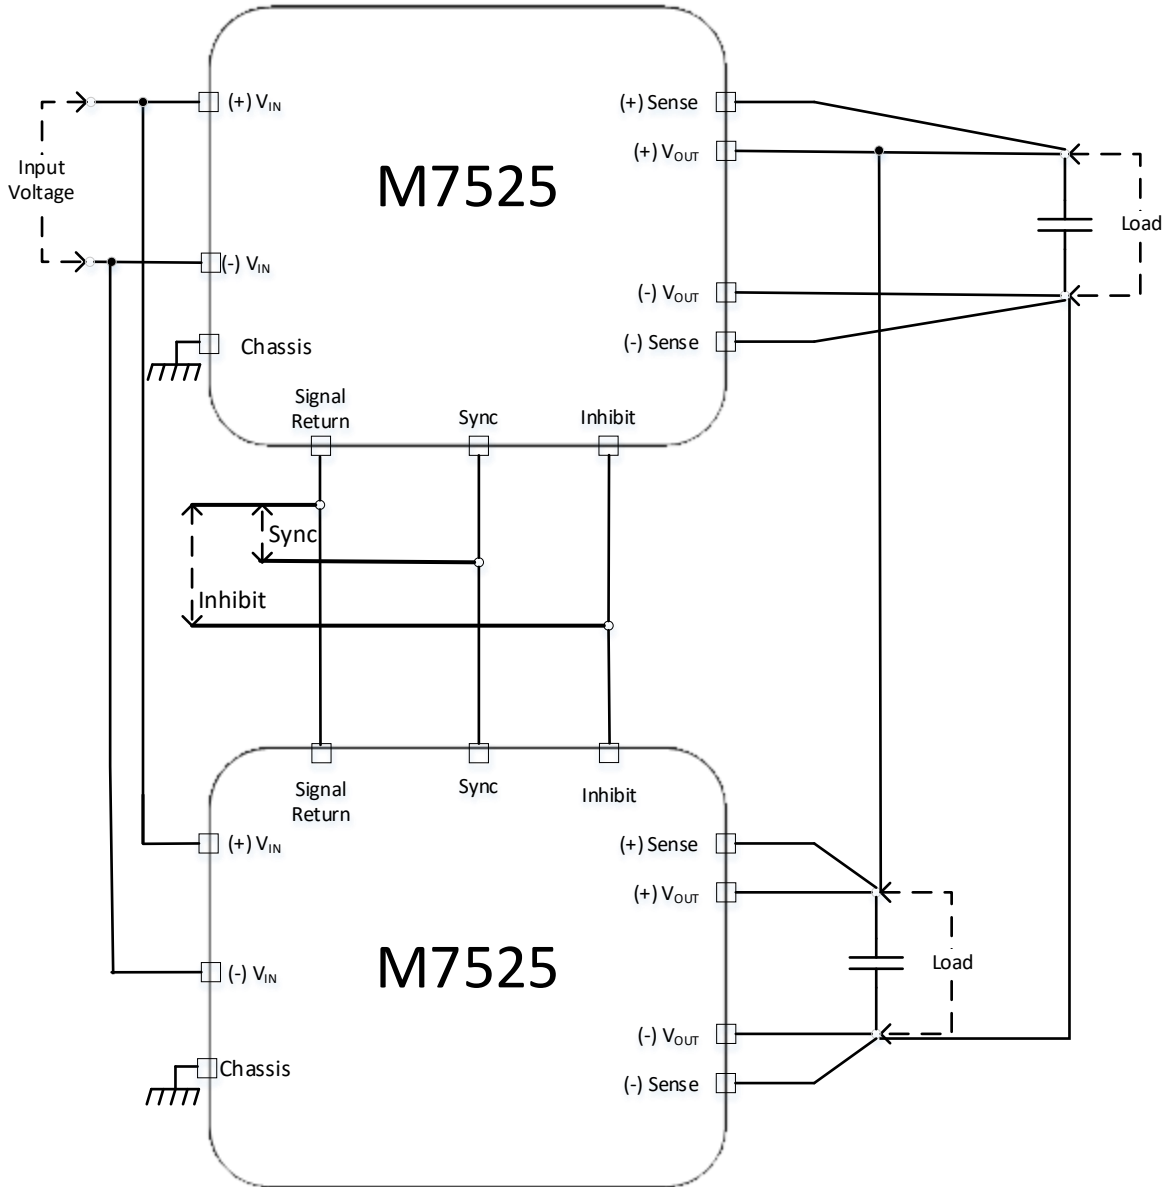 (+) VIN
(+) Sense
Input
Voltage
M7525
(+) VOUT
Load
(-) VIN
(-) VOUT
Chassis
(-) Sense
Signal
Return
Sync
Inhibit
Sync
Inhibit
Signal
Return
Sync
Inhibit
(+) VIN
(+) Sense
(+) VOUT
M7525
Load
(-) VIN
(-) VOUT
Chassis
(-) Sense